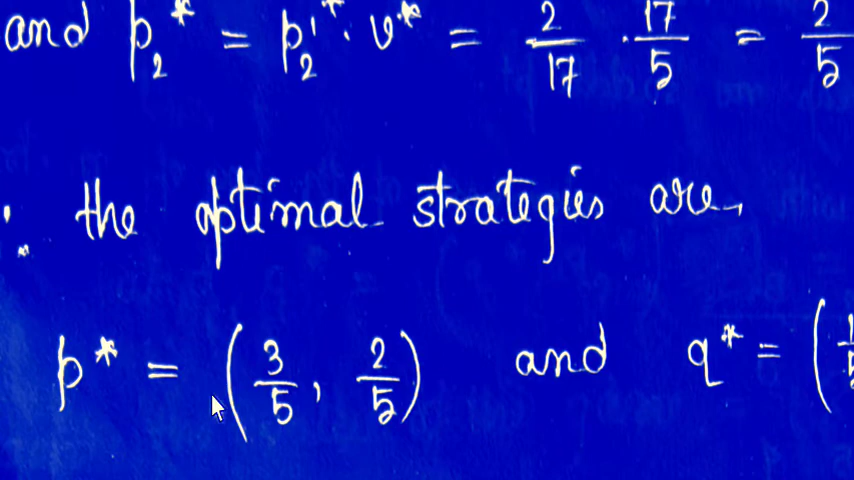 and p₂* = p₂'* · v* = 2/17 · 17/5 = 2/5
∴ the optimal strategies are,
p* = (3/5, 2/5) and q* = (